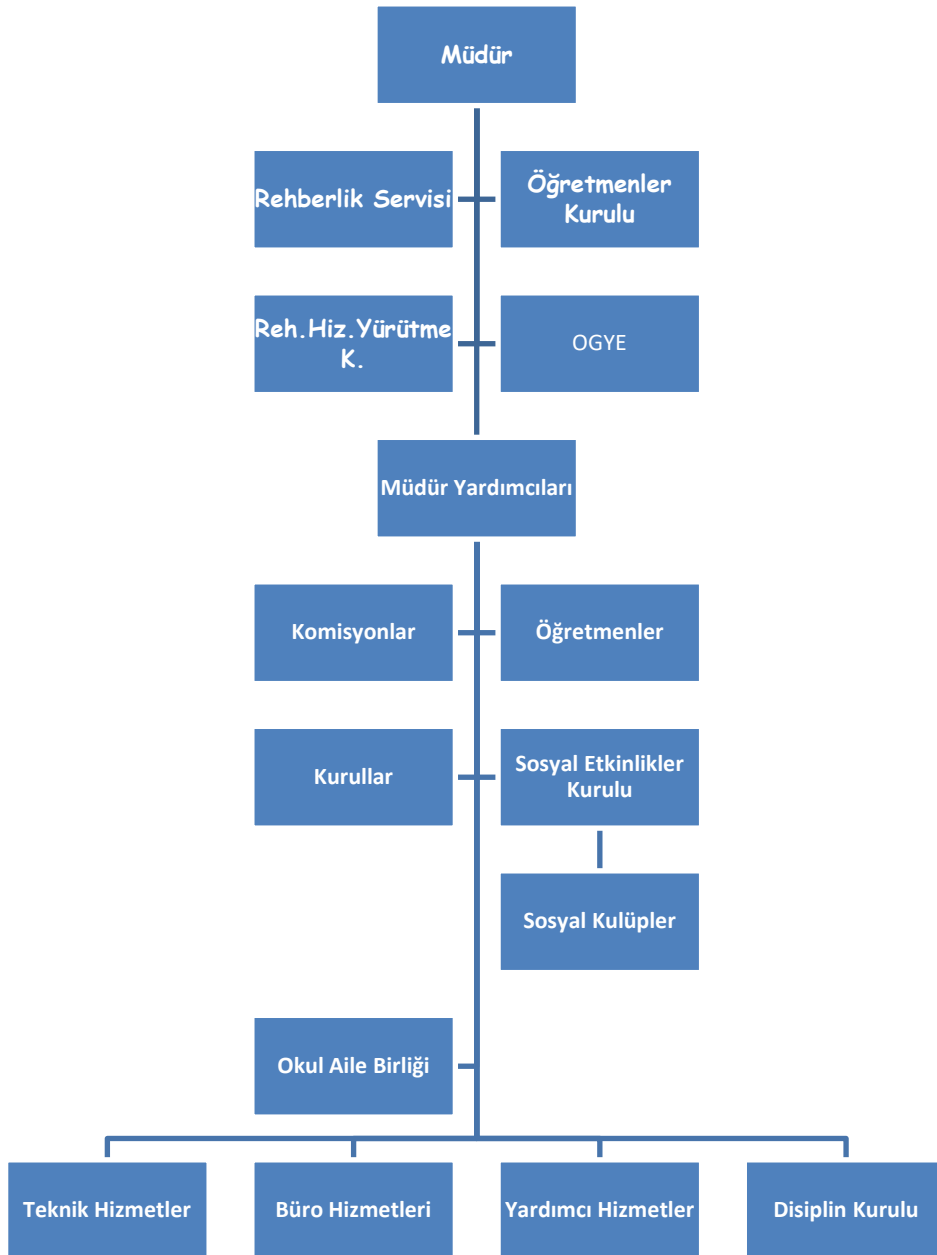 Müdür
Rehberlik Servisi
Öğretmenler
Kurulu
Reh.Hiz.Yürütme
K.
OGYE
Müdür Yardımcıları
Komisyonlar
Öğretmenler
Kurullar
Sosyal Etkinlikler
Kurulu
Sosyal Kulüpler
Okul Aile Birliği
Teknik Hizmetler
Büro Hizmetleri
Yardımcı Hizmetler
Disiplin Kurulu